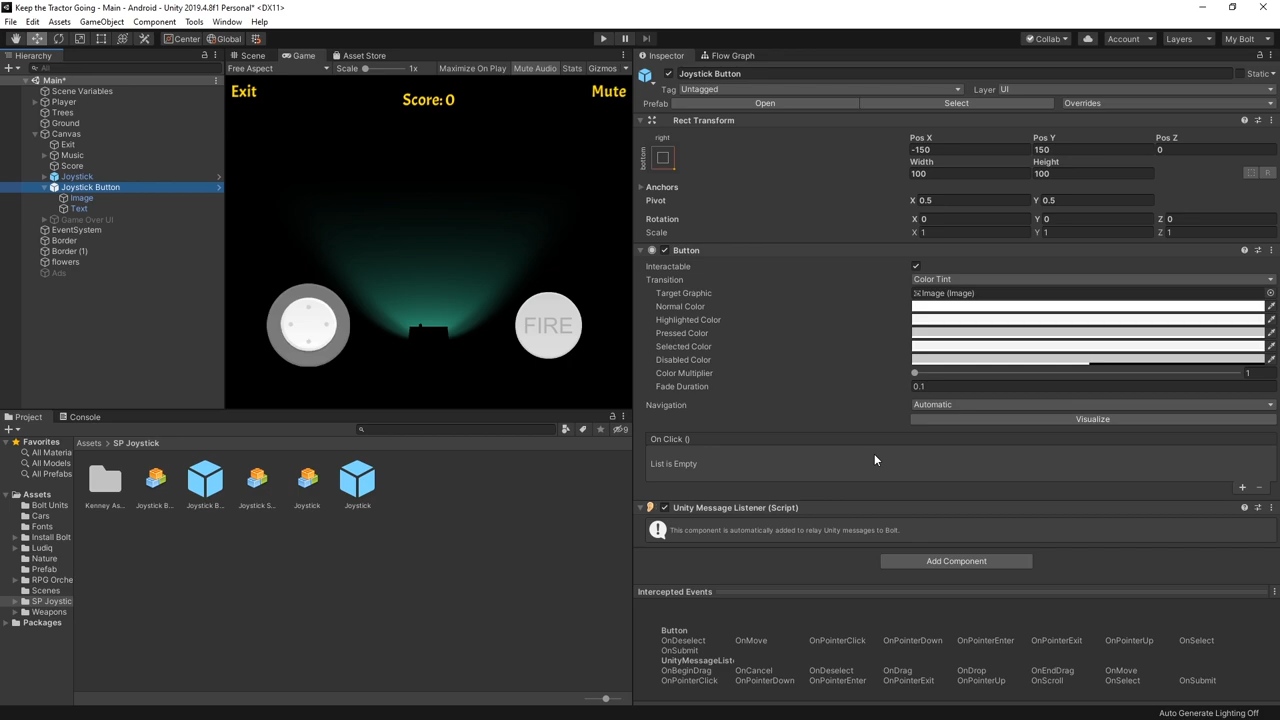 Keep the Tractor Going - Main - Android - Unity 2019.4.8f1 Personal* <DX11>
File Edit Assets GameObject Component Tools Window Help
Center Global Collab Account Layers My Bolt
Hierarchy
All
Main*
Scene Variables
Player
Trees
Ground
Canvas
Exit
Music
Score
Joystick
Joystick Button
Image
Text
Game Over UI
EventSystem
Border
Border (1)
flowers
Ads
Scene Game Asset Store
Free Aspect Scale 1x Maximize On Play Mute Audio Stats Gizmos
Exit Score: 0 Mute
FIRE
Project Console
9
Favorites
All Materia
All Models
All Prefabs
Assets
Bolt Units
Cars
Fonts
Install Bolt
Ludiq
Nature
Prefab
RPG Orche
Scenes
SP Joystic
Weapons
Packages
Assets > SP Joystick
Kenney As... Joystick B... Joystick B... Joystick S... Joystick Joystick
Inspector Flow Graph
Joystick Button Static
Tag Untagged Layer UI
Prefab Open Select Overrides
Rect Transform
right
bottom
Pos X Pos Y Pos Z
-150 150 0
Width Height
100 100
R
Anchors
Pivot X 0.5 Y 0.5
Rotation X 0 Y 0 Z 0
Scale X 1 Y 1 Z 1
Button
Interactable
Transition Color Tint
Target Graphic Image (Image)
Normal Color
Highlighted Color
Pressed Color
Selected Color
Disabled Color
Color Multiplier 1
Fade Duration 0.1
Navigation Automatic
Visualize
On Click ()
List is Empty
Unity Message Listener (Script)
This component is automatically added to relay Unity messages to Bolt.
Add Component
Intercepted Events
Button
OnDeselect OnMove OnPointerClick OnPointerDown OnPointerEnter OnPointerExit OnPointerUp OnSelect
OnSubmit
UnityMessageListe
OnBeginDrag OnCancel OnDeselect OnDrag OnDrop OnEndDrag OnMove
OnPointerClick OnPointerDown OnPointerEnter OnPointerExit OnPointerUp OnScroll OnSelect OnSubmit
Auto Generate Lighting Off